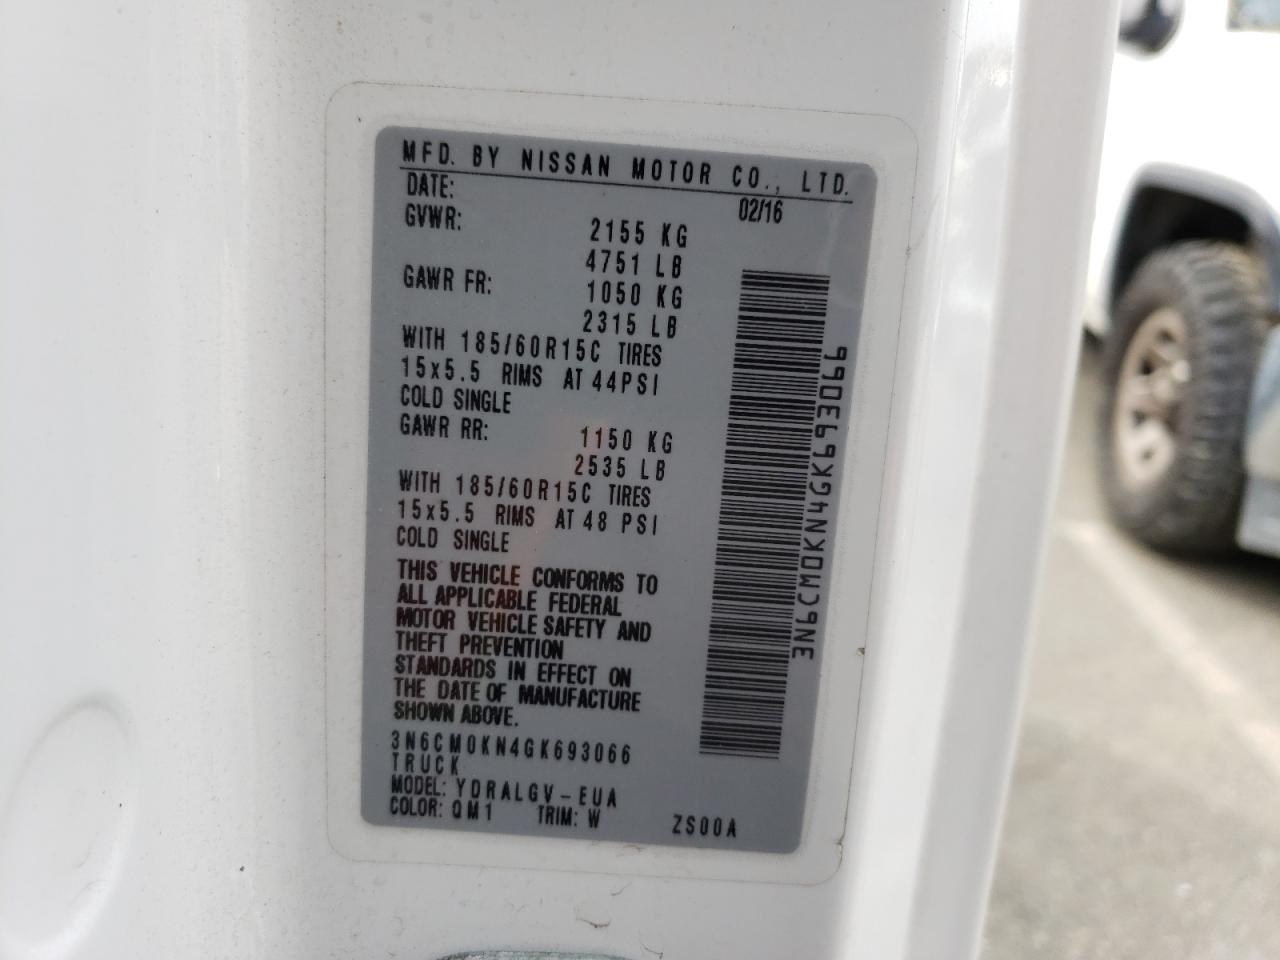 MFD. BY NISSAN MOTOR CO., LTD.
DATE: 02/16
GVWR: 2155 KG
4751 LB
GAWR FR: 1050 KG
2315 LB
WITH 185/60R15C TIRES
15x5.5 RIMS AT 44PSI
COLD SINGLE
GAWR RR: 1150 KG
2535 LB
WITH 185/60R15C TIRES
15x5.5 RIMS AT 48 PSI
COLD SINGLE
THIS VEHICLE CONFORMS TO
ALL APPLICABLE FEDERAL
MOTOR VEHICLE SAFETY AND
THEFT PREVENTION
STANDARDS IN EFFECT ON
THE DATE OF MANUFACTURE
SHOWN ABOVE.
3N6CM0KN4GK693066
TRUCK
MODEL: YDRALGV-EUA
COLOR: QM1 TRIM: W ZS00A
3N6CM0KN4GK693066